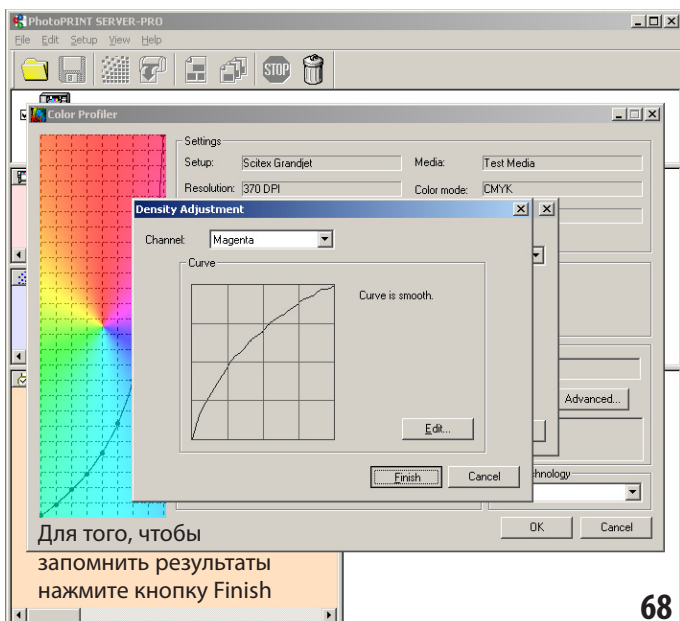 PhotoPRINT SERVER-PRO
File Edit Setup View Help
STOP
Color Profiler
Settings
Setup: Scitex Grandjet Media: Test Media
Resolution: 370 DPI Color mode: CMYK
Density Adjustment
Channel: Magenta
Curve
Curve is smooth.
Edit...
Advanced...
Finish Cancel
hnology
OK Cancel
Для того, чтобы
запомнить результаты
нажмите кнопку Finish
68